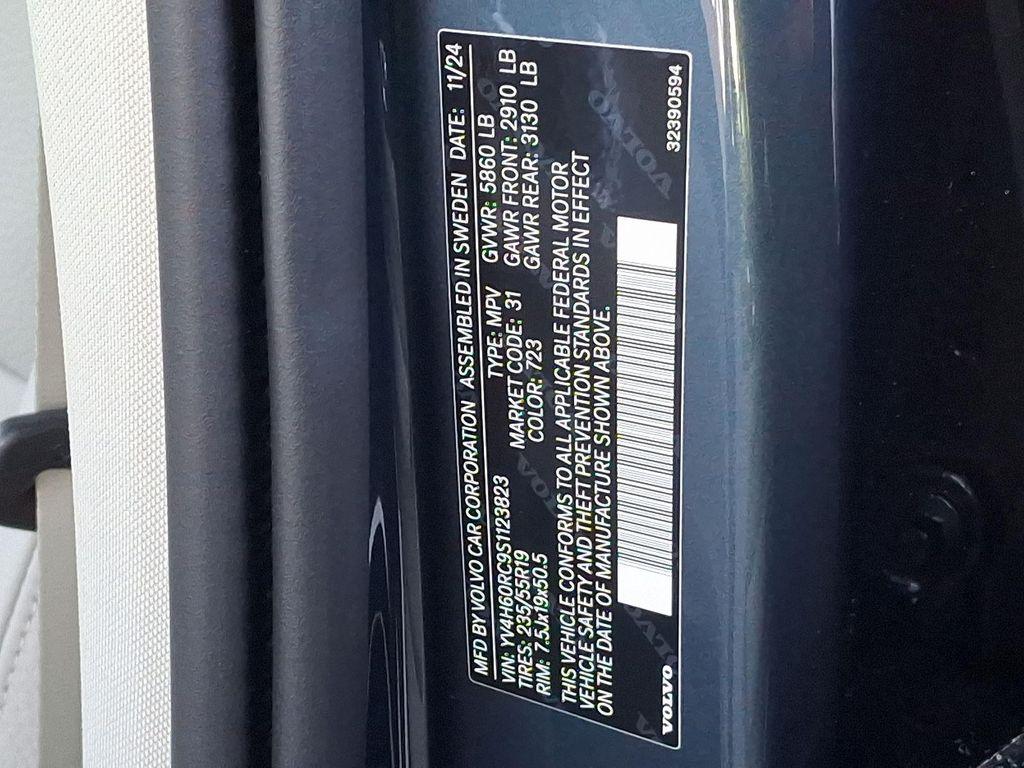 MFD BY VOLVO CAR CORPORATION ASSEMBLED IN SWEDEN DATE: 11/24
VIN: YV4H60RC9S1123823 TYPE: MPV GVWR: 5860 LB
TIRES: 235/55R19 MARKET CODE: 31 GAWR FRONT: 2910 LB
RIM: 7.5Jx19x50.5 COLOR: 723 GAWR REAR: 3130 LB
THIS VEHICLE CONFORMS TO ALL APPLICABLE FEDERAL MOTOR
VEHICLE SAFETY AND THEFT PREVENTION STANDARDS IN EFFECT
ON THE DATE OF MANUFACTURE SHOWN ABOVE.
VOLVO 32390594